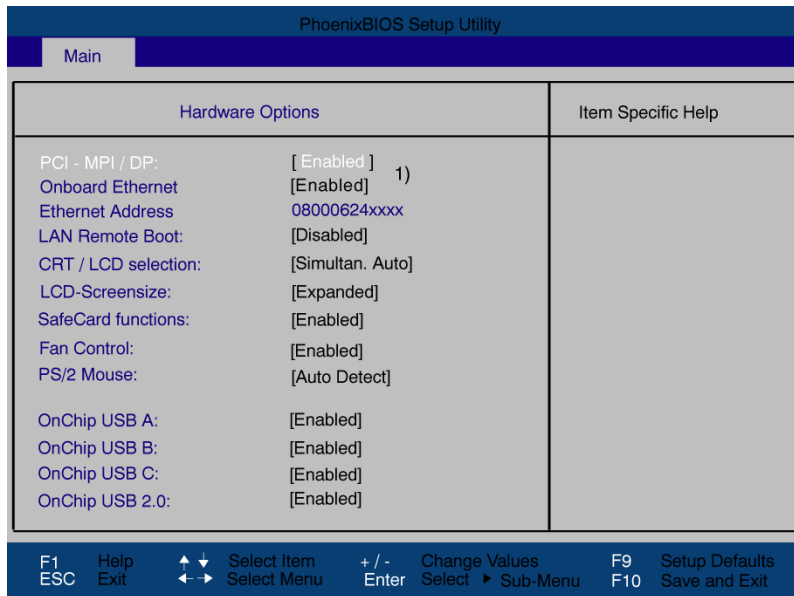 PhoenixBIOS Setup Utility
Main
Hardware Options
Item Specific Help
PCI - MPI / DP: [ Enabled ]
1)
Onboard Ethernet [Enabled]
Ethernet Address 08000624xxxx
LAN Remote Boot: [Disabled]
CRT / LCD selection: [Simultan. Auto]
LCD-Screensize: [Expanded]
SafeCard functions: [Enabled]
Fan Control: [Enabled]
PS/2 Mouse: [Auto Detect]
OnChip USB A: [Enabled]
OnChip USB B: [Enabled]
OnChip USB C: [Enabled]
OnChip USB 2.0: [Enabled]
F1 Help Select Item + / - Change Values F9 Setup Defaults
ESC Exit Select Menu Enter Select Sub-Menu F10 Save and Exit